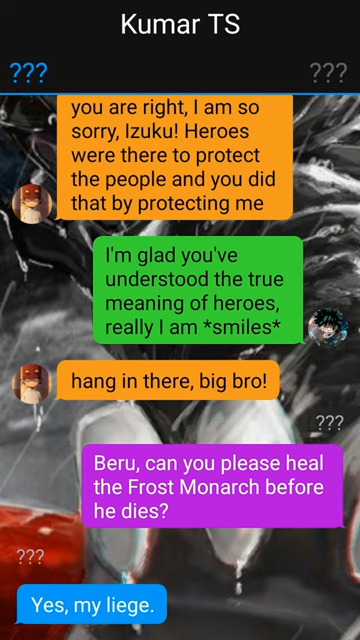 Kumar TS
??? ???
you are right, I am so
sorry, Izuku! Heroes
were there to protect
the people and you did
that by protecting me
I'm glad you've
understood the true
meaning of heroes,
really I am *smiles*
hang in there, big bro!
???
Beru, can you please heal
the Frost Monarch before
he dies?
???
Yes, my liege.